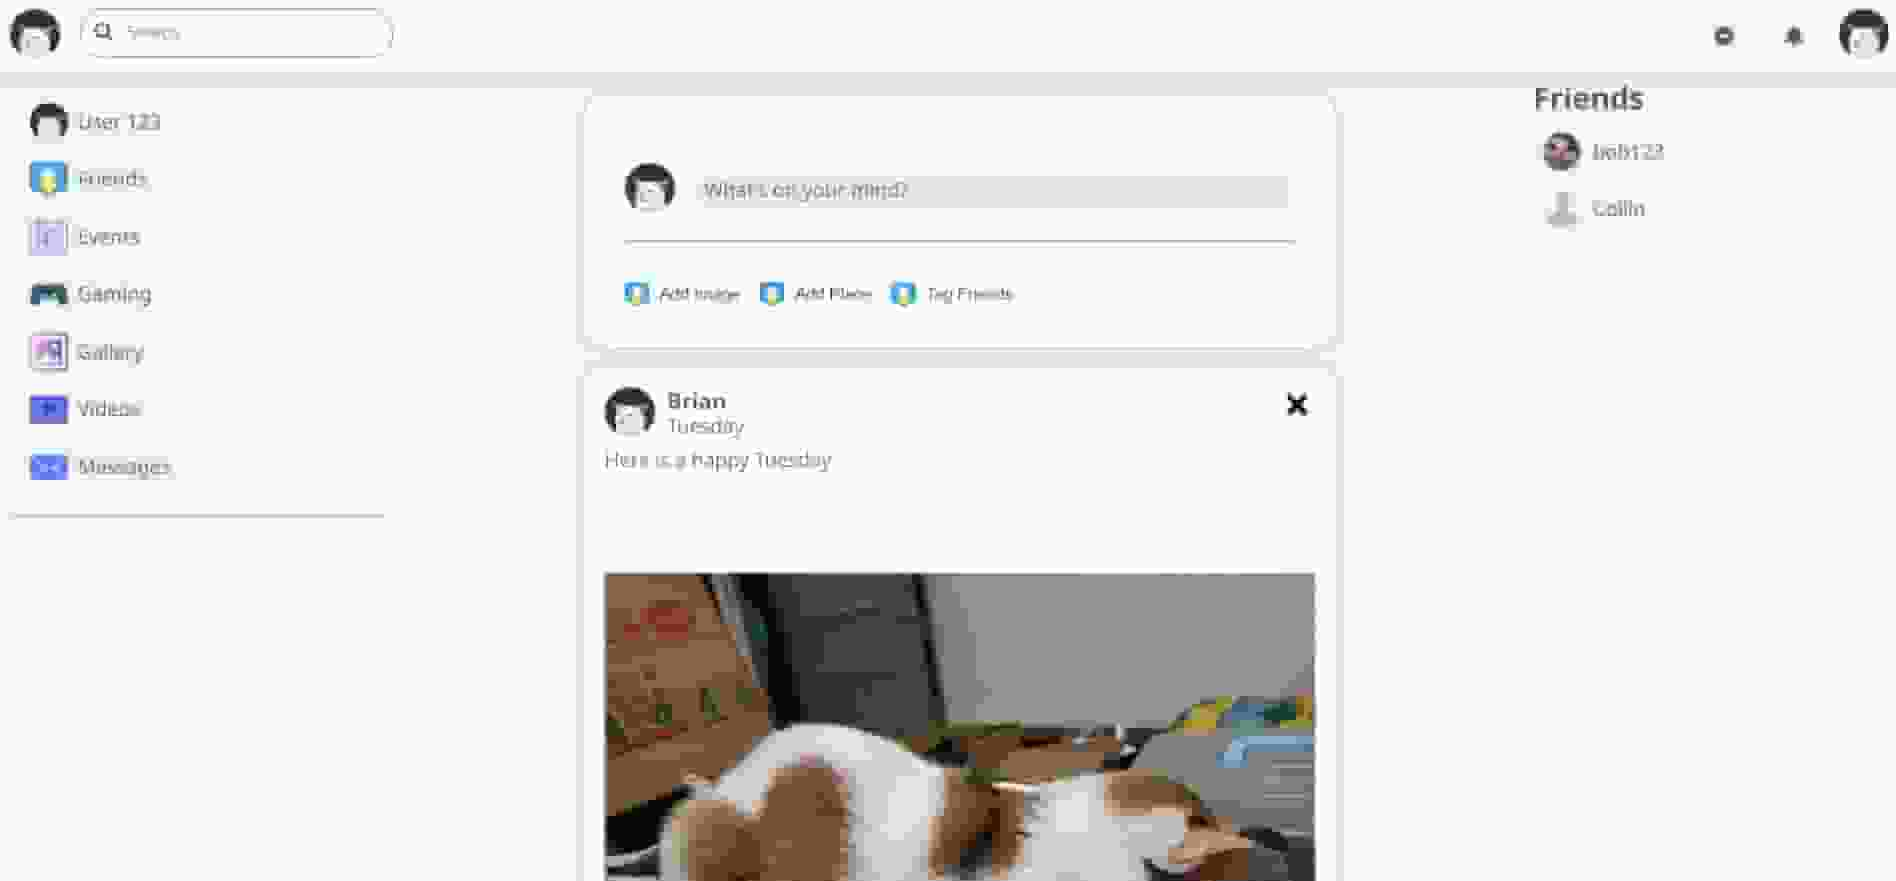 Search
User 123
Friends
Events
Gaming
Gallery
Videos
Messages
What's on your mind?
Add Image
Add Place
Tag Friends
Brian
Tuesday
Here is a happy Tuesday
Friends
bob123
Collin